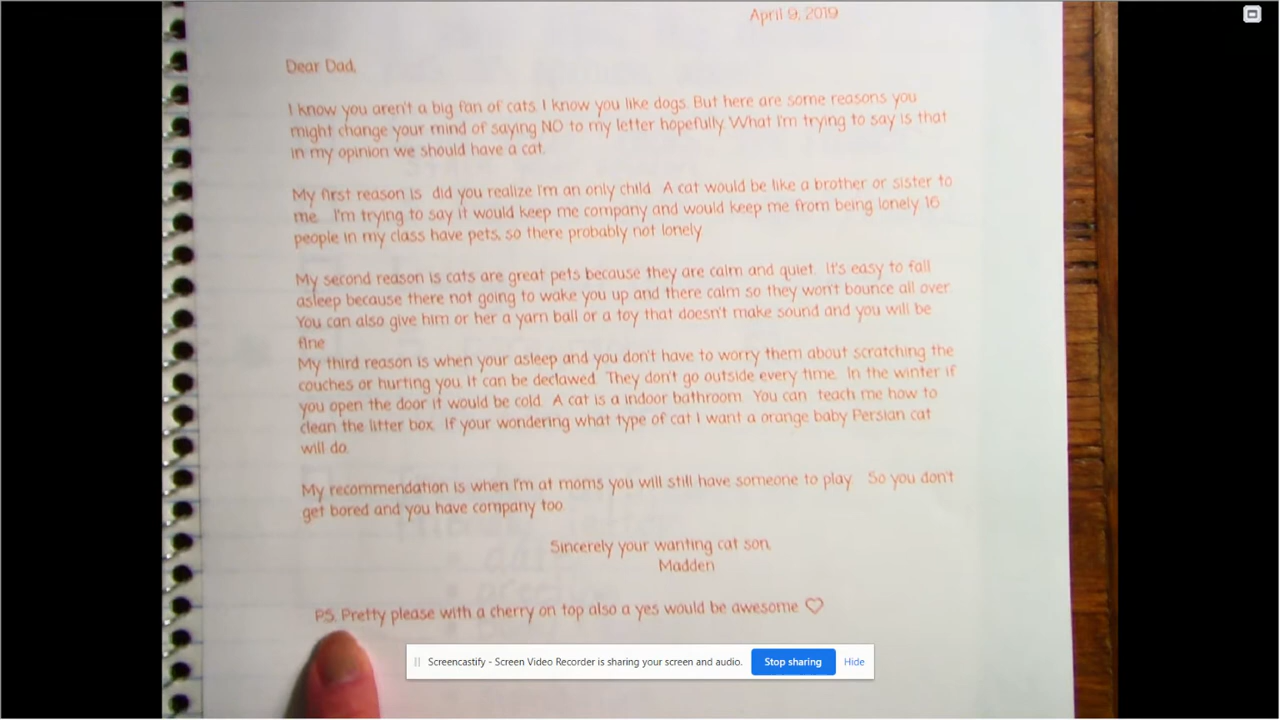 April 9, 2019
Dear Dad,
I know you aren't a big fan of cats. I know you like dogs. But here are some reasons you
might change your mind of saying NO to my letter hopefully. What I'm trying to say is that
in my opinion we should have a cat.
My first reason is  did you realize I'm an only child.  A cat would be like a brother or sister to
me.  I'm trying to say it would keep me company and would keep me from being lonely. 16
people in my class have pets, so there probably not lonely
My second reason is cats are great pets because they are calm and quiet.  It's easy to fall
asleep because there not going to wake you up and there calm so they won't bounce all over.
You can also give him or her a yarn ball or a toy that doesn't make sound and you will be
fine
My third reason is when your asleep and you don't have to worry them about scratching the
couches or hurting you, it can be declawed.  They don't go outside every time.  In the winter if
you open the door it would be cold.  A cat is a indoor bathroom.  You can  teach me how to
clean the litter box.  If your wondering what type of cat I want a orange baby Persian cat
will do.
My recommendation is when I'm at moms you will still have someone to play   So you don't
get bored and you have company too.
Sincerely your wanting cat son,
Madden
PS. Pretty please with a cherry on top also a yes would be awesome ♡
Screencastify - Screen Video Recorder is sharing your screen and audio.
Stop sharing
Hide